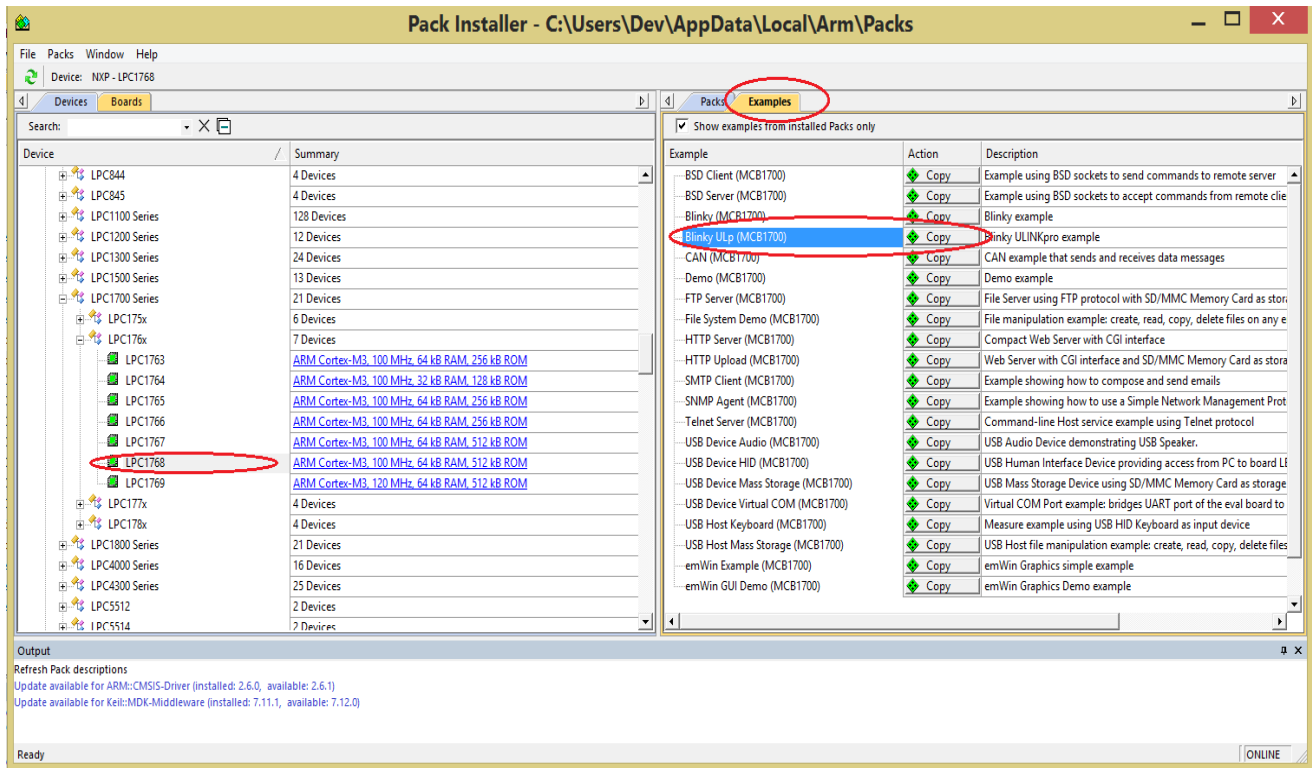 Pack Installer - C:\Users\Dev\AppData\Local\Arm\Packs
File Packs Window Help
Device: NXP - LPC1768
Devices Boards
Search:
Device Summary
LPC844 4 Devices
LPC845 4 Devices
LPC1100 Series 128 Devices
LPC1200 Series 12 Devices
LPC1300 Series 24 Devices
LPC1500 Series 13 Devices
LPC1700 Series 21 Devices
LPC175x 6 Devices
LPC176x 7 Devices
LPC1763 ARM Cortex-M3, 100 MHz, 64 kB RAM, 256 kB ROM
LPC1764 ARM Cortex-M3, 100 MHz, 32 kB RAM, 128 kB ROM
LPC1765 ARM Cortex-M3, 100 MHz, 64 kB RAM, 256 kB ROM
LPC1766 ARM Cortex-M3, 100 MHz, 64 kB RAM, 256 kB ROM
LPC1767 ARM Cortex-M3, 100 MHz, 64 kB RAM, 512 kB ROM
LPC1768 ARM Cortex-M3, 100 MHz, 64 kB RAM, 512 kB ROM
LPC1769 ARM Cortex-M3, 120 MHz, 64 kB RAM, 512 kB ROM
LPC177x 4 Devices
LPC178x 4 Devices
LPC1800 Series 21 Devices
LPC4000 Series 16 Devices
LPC4300 Series 25 Devices
LPC5512 2 Devices
LPC5514 2 Devices
Packs Examples
Show examples from installed Packs only
Example Action Description
BSD Client (MCB1700) Copy Example using BSD sockets to send commands to remote server
BSD Server (MCB1700) Copy Example using BSD sockets to accept commands from remote clie
Blinky (MCB1700) Copy Blinky example
Blinky ULp (MCB1700) Copy Blinky ULINKpro example
CAN (MCB1700) Copy CAN example that sends and receives data messages
Demo (MCB1700) Copy Demo example
FTP Server (MCB1700) Copy File Server using FTP protocol with SD/MMC Memory Card as stora
File System Demo (MCB1700) Copy File manipulation example: create, read, copy, delete files on any e
HTTP Server (MCB1700) Copy Compact Web Server with CGI interface
HTTP Upload (MCB1700) Copy Web Server with CGI interface and SD/MMC Memory Card as stora
SMTP Client (MCB1700) Copy Example showing how to compose and send emails
SNMP Agent (MCB1700) Copy Example showing how to use a Simple Network Management Prot
Telnet Server (MCB1700) Copy Command-line Host service example using Telnet protocol
USB Device Audio (MCB1700) Copy USB Audio Device demonstrating USB Speaker.
USB Device HID (MCB1700) Copy USB Human Interface Device providing access from PC to board LE
USB Device Mass Storage (MCB1700) Copy USB Mass Storage Device using SD/MMC Memory Card as storage
USB Device Virtual COM (MCB1700) Copy Virtual COM Port example: bridges UART port of the eval board to
USB Host Keyboard (MCB1700) Copy Measure example using USB HID Keyboard as input device
USB Host Mass Storage (MCB1700) Copy USB Host file manipulation example: create, read, copy, delete files
emWin Example (MCB1700) Copy emWin Graphics simple example
emWin GUI Demo (MCB1700) Copy emWin Graphics Demo example
Output
Refresh Pack descriptions
Update available for ARM::CMSIS-Driver (installed: 2.6.0, available: 2.6.1)
Update available for Keil::MDK-Middleware (installed: 7.11.1, available: 7.12.0)
Ready ONLINE